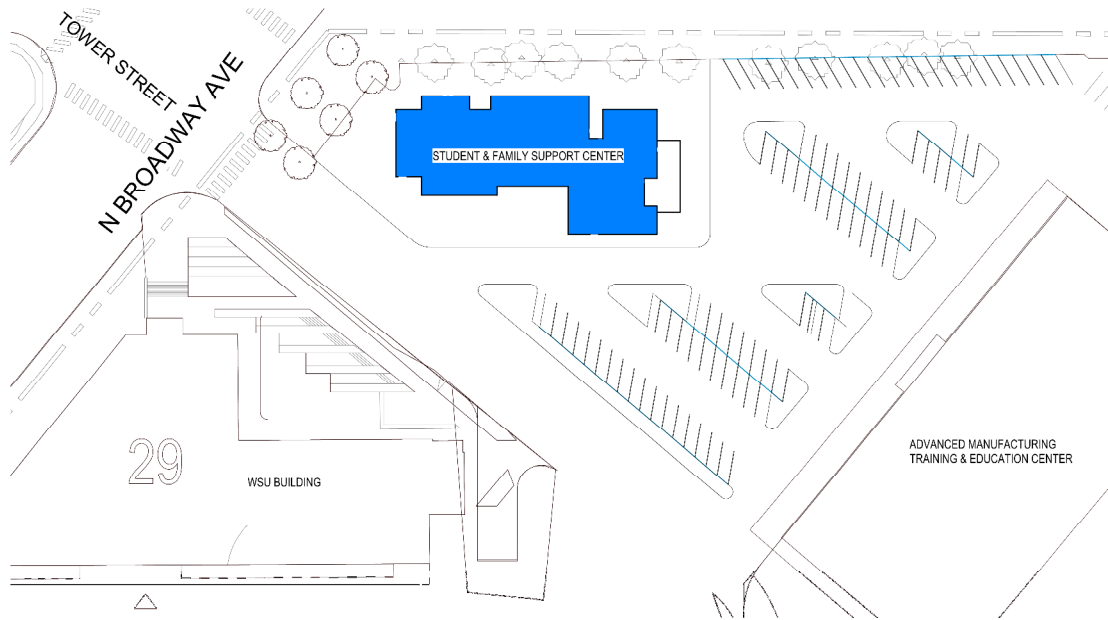 TOWER STREET
N BROADWAY AVE
STUDENT & FAMILY SUPPORT CENTER
29
WSU BUILDING
ADVANCED MANUFACTURING
TRAINING & EDUCATION CENTER